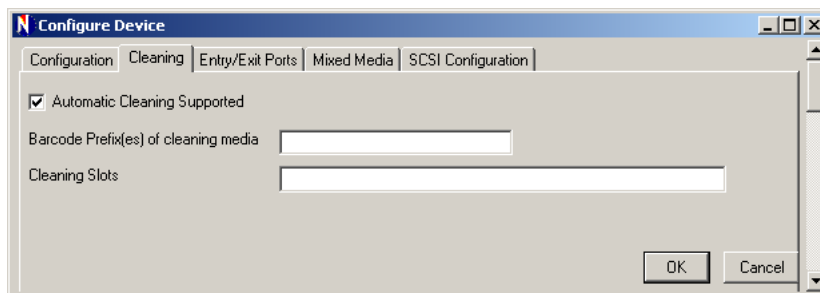 Configure Device
Configuration Cleaning Entry/Exit Ports Mixed Media SCSI Configuration
Automatic Cleaning Supported
Barcode Prefix(es) of cleaning media
Cleaning Slots
OK Cancel